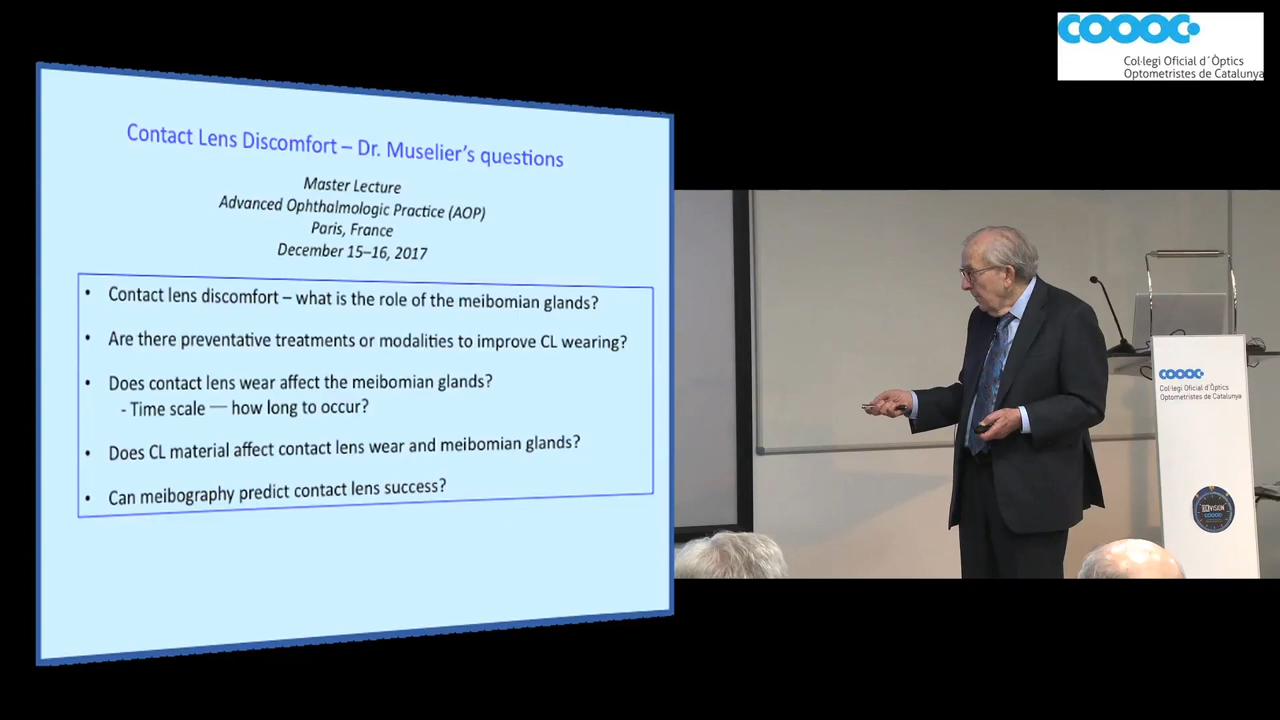 COOOC
Col·legi Oficial d´Òptics
Optometristes de Catalunya
Contact Lens Discomfort – Dr. Muselier's questions
Master Lecture
Advanced Ophthalmologic Practice (AOP)
Paris, France
December 15–16, 2017
• Contact lens discomfort – what is the role of the meibomian glands?
• Are there preventative treatments or modalities to improve CL wearing?
• Does contact lens wear affect the meibomian glands?
- Time scale — how long to occur?
• Does CL material affect contact lens wear and meibomian glands?
• Can meibography predict contact lens success?
COOOC
Col·legi Oficial d´Òptics
Optometristes de Catalunya
VISION
COOOC